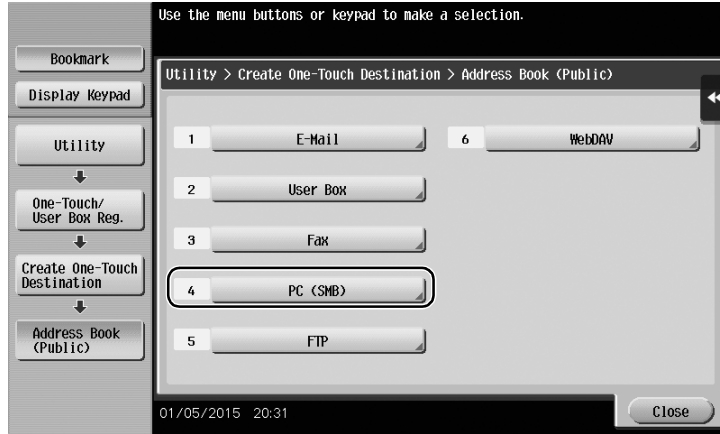 Use the menu buttons or keypad to make a selection.
Bookmark
Display Keypad
Utility
One-Touch/
User Box Reg.
Create One-Touch
Destination
Address Book
(Public)
Utility > Create One-Touch Destination > Address Book (Public)
1 E-Mail
2 User Box
3 Fax
4 PC (SMB)
5 FTP
6 WebDAV
01/05/2015 20:31
Close